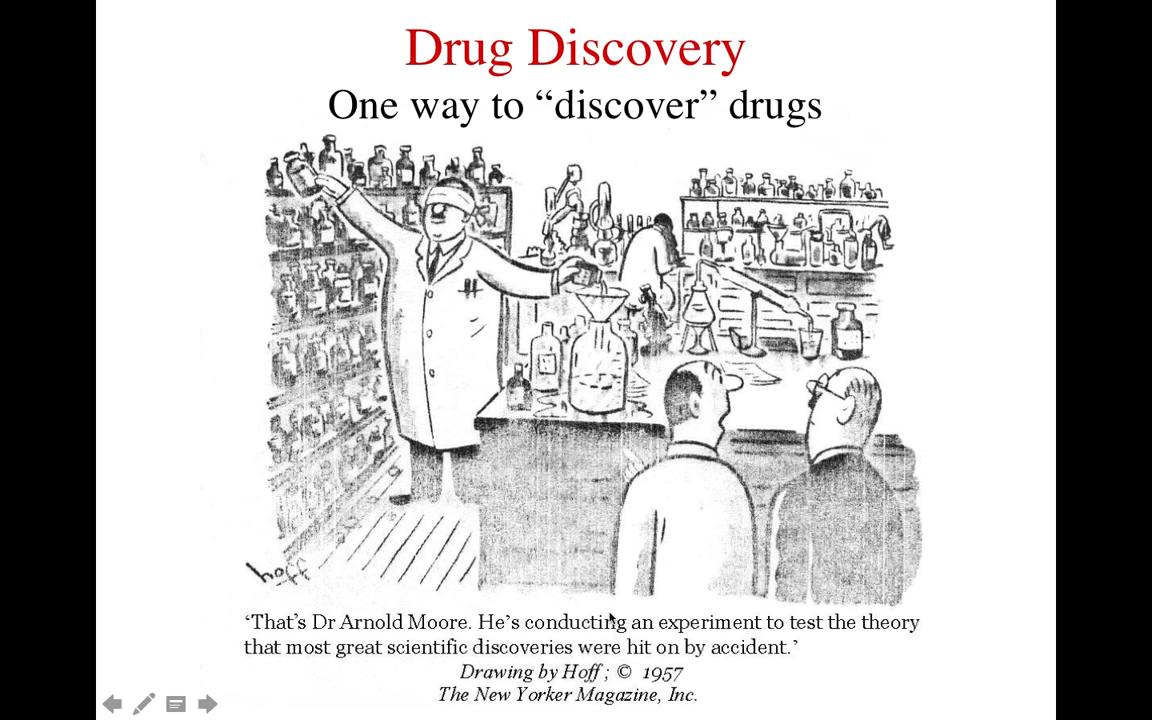 Drug Discovery
One way to “discover” drugs
hoff
‘That’s Dr Arnold Moore. He’s conducting an experiment to test the theory
that most great scientific discoveries were hit on by accident.’
Drawing by Hoff ; © 1957
The New Yorker Magazine, Inc.